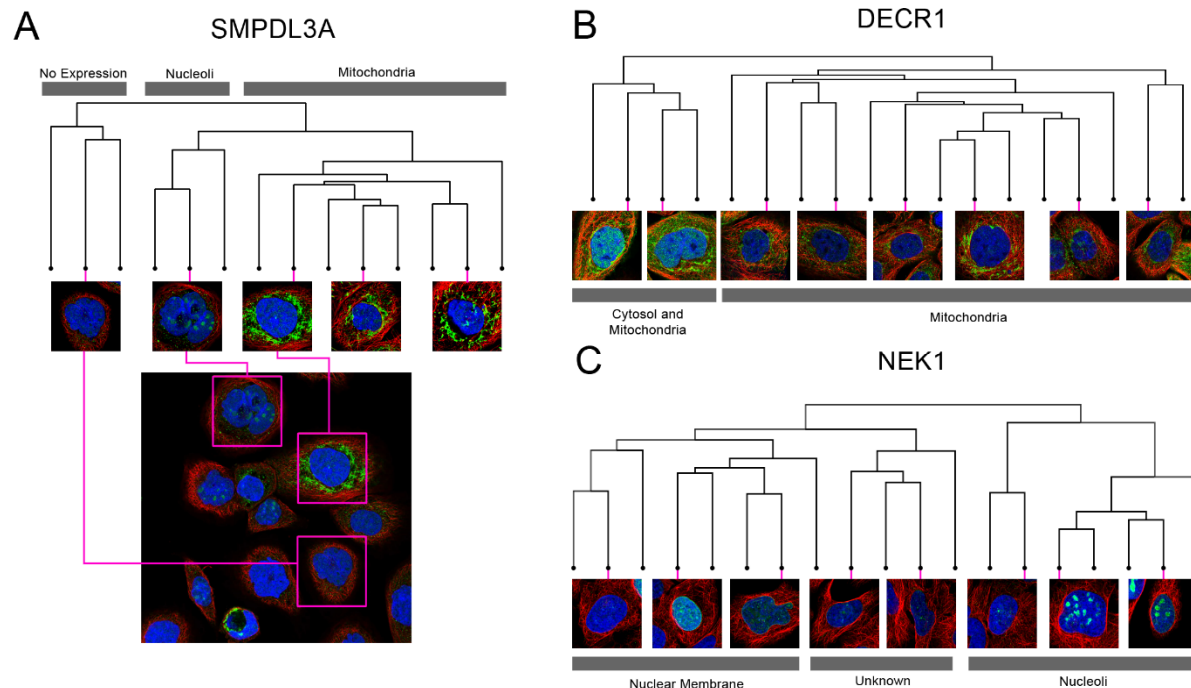 A
SMPDL3A
No Expression
Nucleoli
Mitochondria
B
DECR1
Cytosol and
Mitochondria
Mitochondria
C
NEK1
Nuclear Membrane
Unknown
Nucleoli